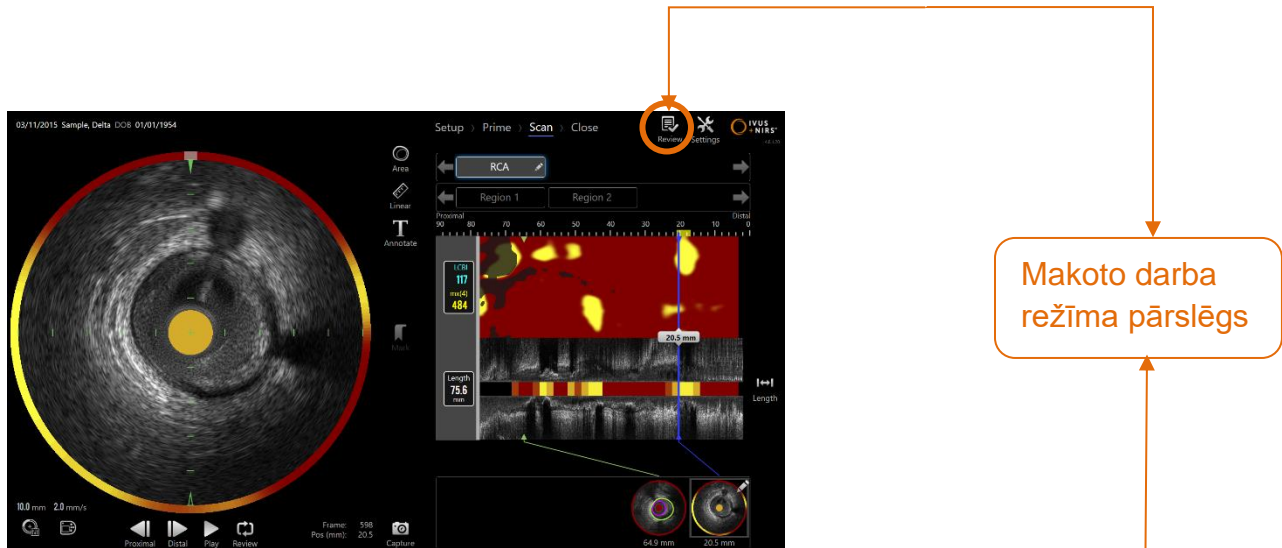 03/11/2015 Sample, Delta DOB 01/01/1954
Setup > Prime > Scan > Close
Review
Settings
IVUS
+NIRS
Area
Linear
T
Annotate
Mark
RCA
Region 1 Region 2
Proximal Distal
90 80 70 60 50 40 30 20 10 0
LCBI
117
mx(4)
484
20.5 mm
Length
75.6
mm
Length
Makoto darba
režīma pārslēgs
10.0 mm 2.0 mm/s
Proximal Distal Play Review
Frame: 598
Pos (mm): 20.5
Capture
64.9 mm 20.5 mm